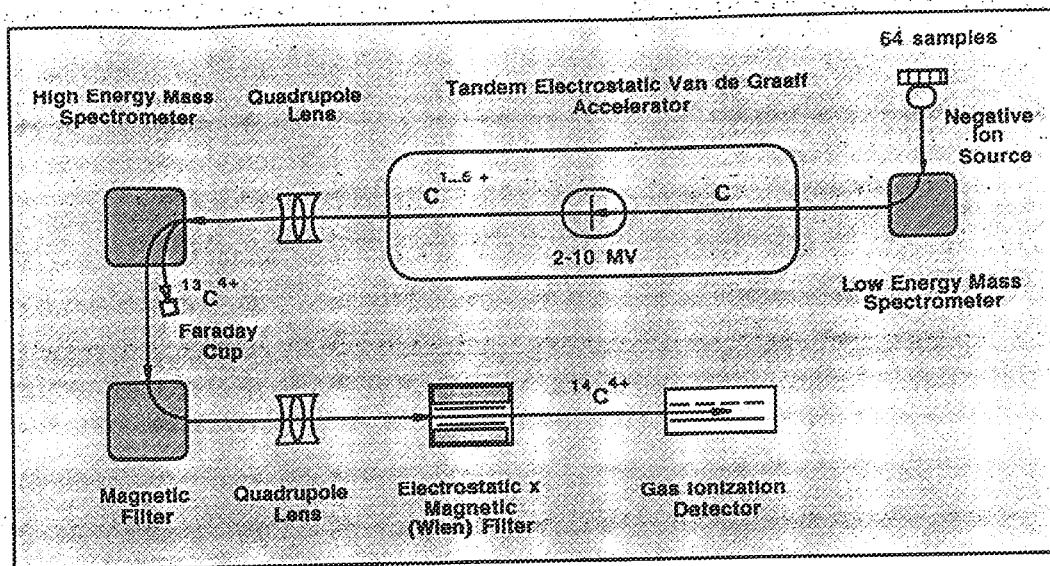 64 samples
High Energy Mass
Spectrometer
Quadrupole
Lens
Tandem Electrostatic Van de Graaff
Accelerator
Negative
Ion
Source
C 1...6 +
C
2-10 MV
Low Energy Mass
Spectrometer
13C4+
Faraday
Cup
14C4+
Magnetic
Filter
Quadrupole
Lens
Electrostatic x
Magnetic
(Wien) Filter
Gas Ionization
Detector